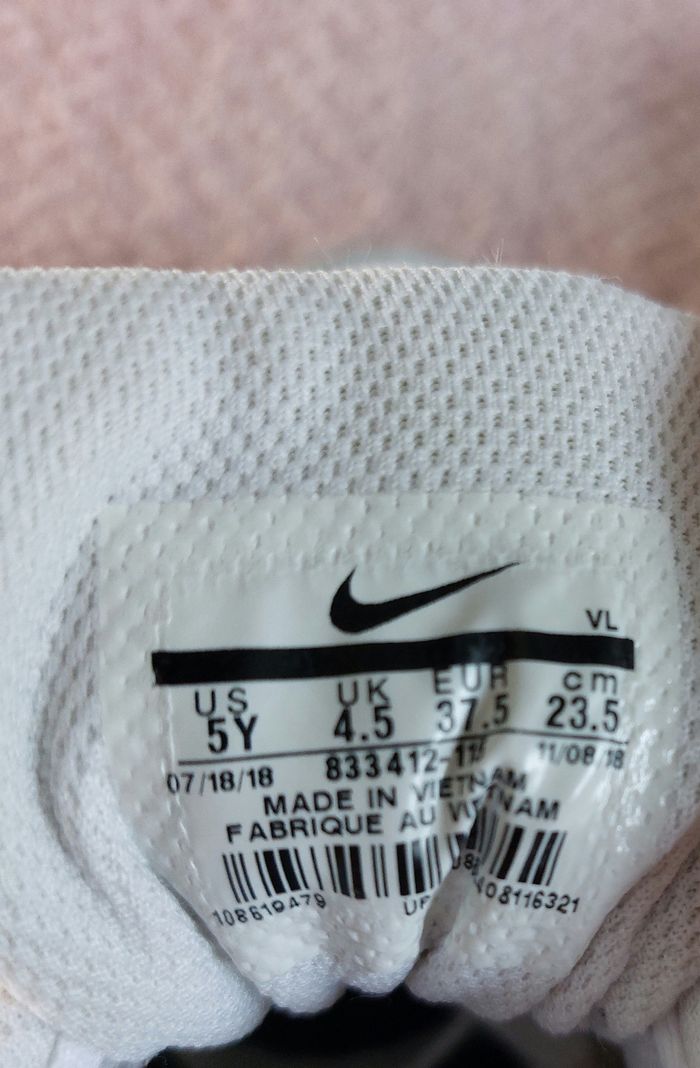 VL
US UK EUR cm
5Y 4.5 37.5 23.5
07/18/18 11/08/18
MADE IN VIETNAM
FABRIQUE AU VIETNAM
108619479